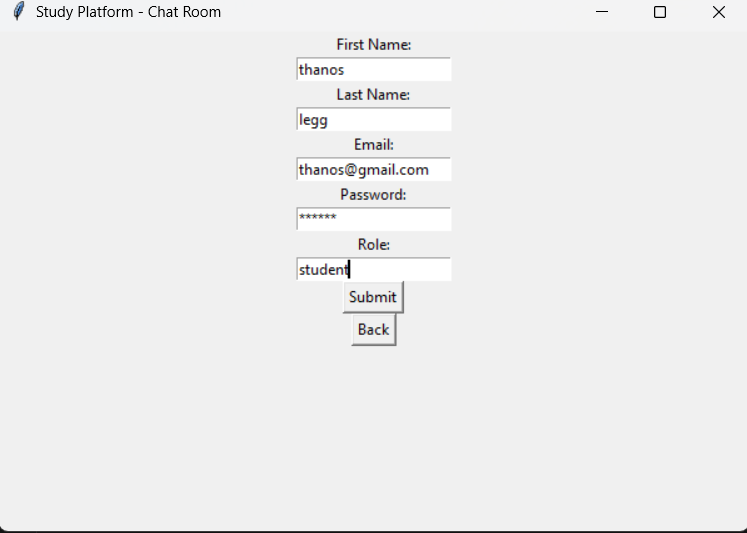 Study Platform - Chat Room
First Name:
thanos
Last Name:
legg
Email:
thanos@gmail.com
Password:
******
Role:
student
Submit
Back